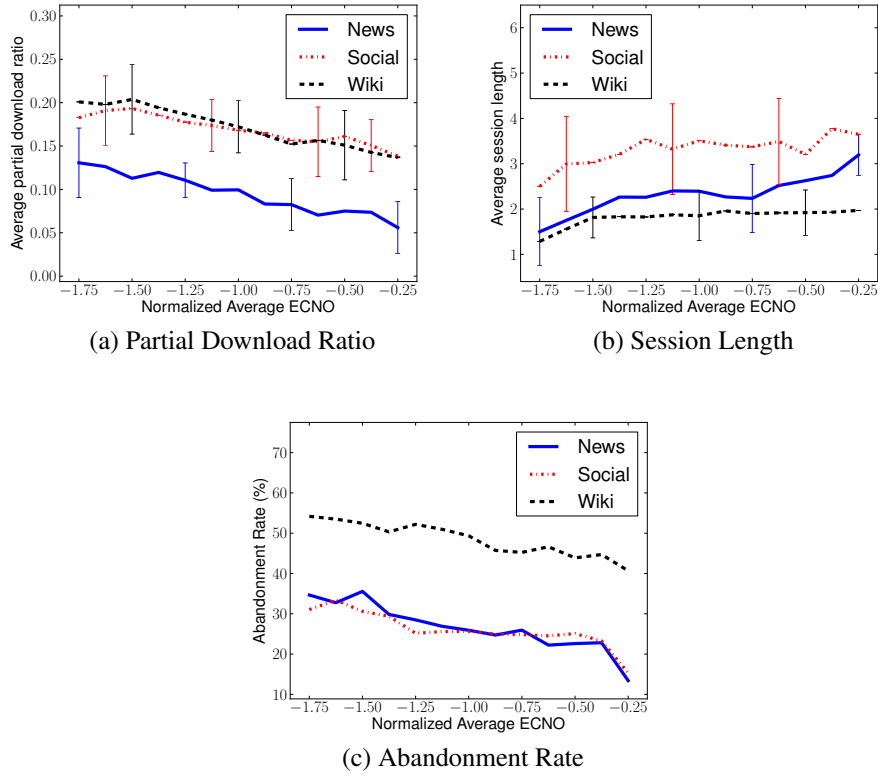 0.30
0.25
0.20
0.15
0.10
0.05
0.00
Average partial download ratio
News
Social
Wiki
−1.75 −1.50 −1.25 −1.00 −0.75 −0.50 −0.25
Normalized Average ECNO
(a) Partial Download Ratio
6
5
4
3
2
1
Average session length
News
Social
Wiki
−1.75 −1.50 −1.25 −1.00 −0.75 −0.50 −0.25
Normalized Average ECNO
(b) Session Length
70
60
50
40
30
20
10
Abandonment Rate (%)
News
Social
Wiki
−1.75 −1.50 −1.25 −1.00 −0.75 −0.50 −0.25
Normalized Average ECNO
(c) Abandonment Rate